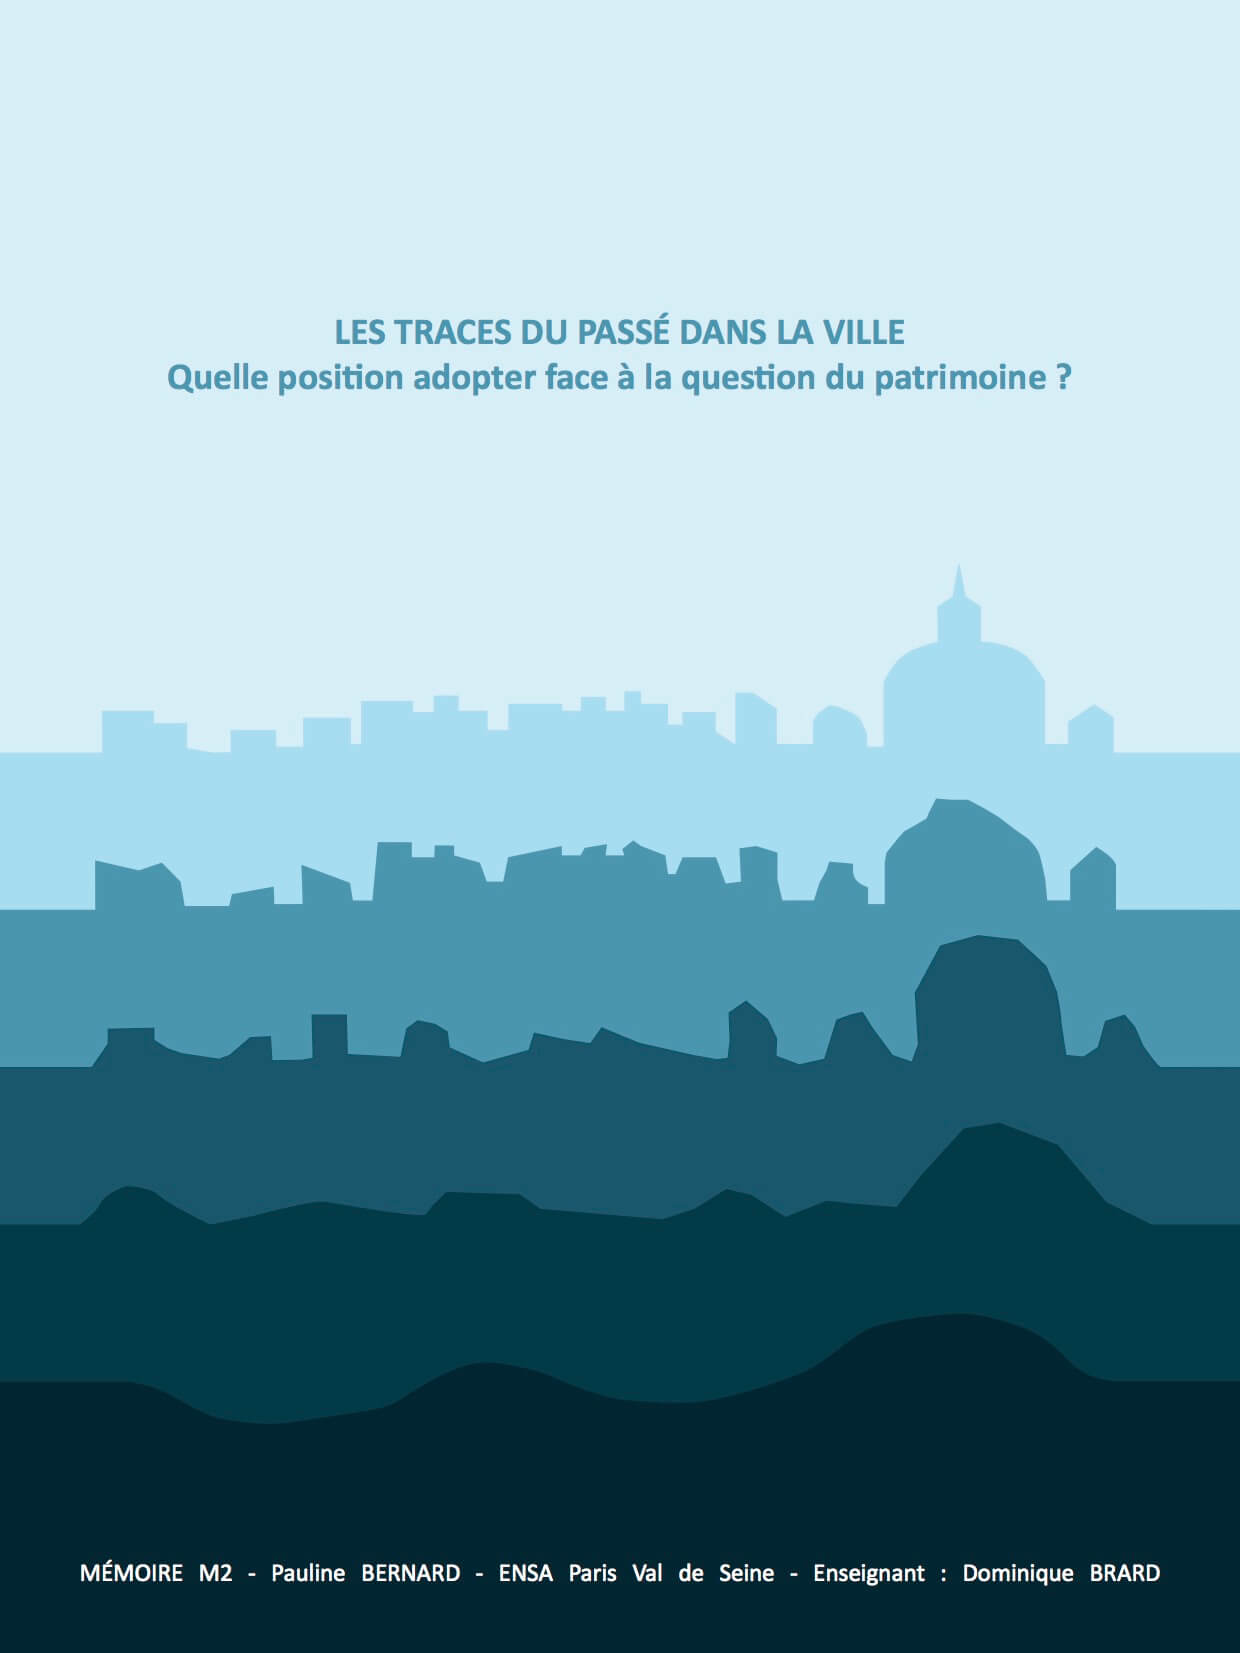 LES TRACES DU PASSÉ DANS LA VILLE
Quelle position adopter face à la question du patrimoine ?
MÉMOIRE M2 - Pauline BERNARD - ENSA Paris Val de Seine - Enseignant : Dominique BRARD